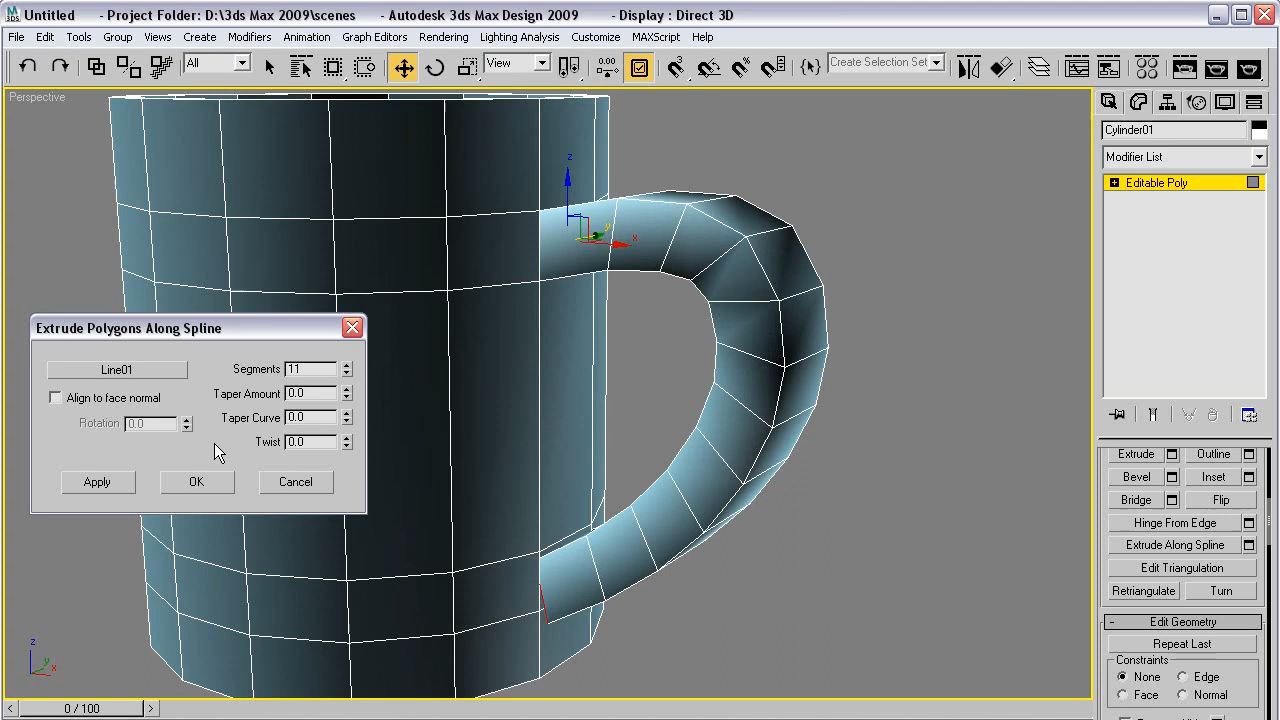 Untitled - Project Folder: D:\3ds Max 2009\scenes - Autodesk 3ds Max Design 2009 - Display : Direct 3D
File Edit Tools Group Views Create Modifiers Animation Graph Editors Rendering Lighting Analysis Customize MAXScript Help
All View 0.00 3 Create Selection Set
Perspective
Cylinder01
Modifier List
Editable Poly
z
y
x
Extrude Polygons Along Spline
Line01 Segments 11
Align to face normal Taper Amount 0.0
Rotation 0.0 Taper Curve 0.0
Twist 0.0
Apply OK Cancel
Extrude Outline
Bevel Inset
Bridge Flip
Hinge From Edge
Extrude Along Spline
Edit Triangulation
Retriangulate Turn
- Edit Geometry
Repeat Last
Constraints
None Edge
Face Normal
z
y
x
< 0 / 100 >